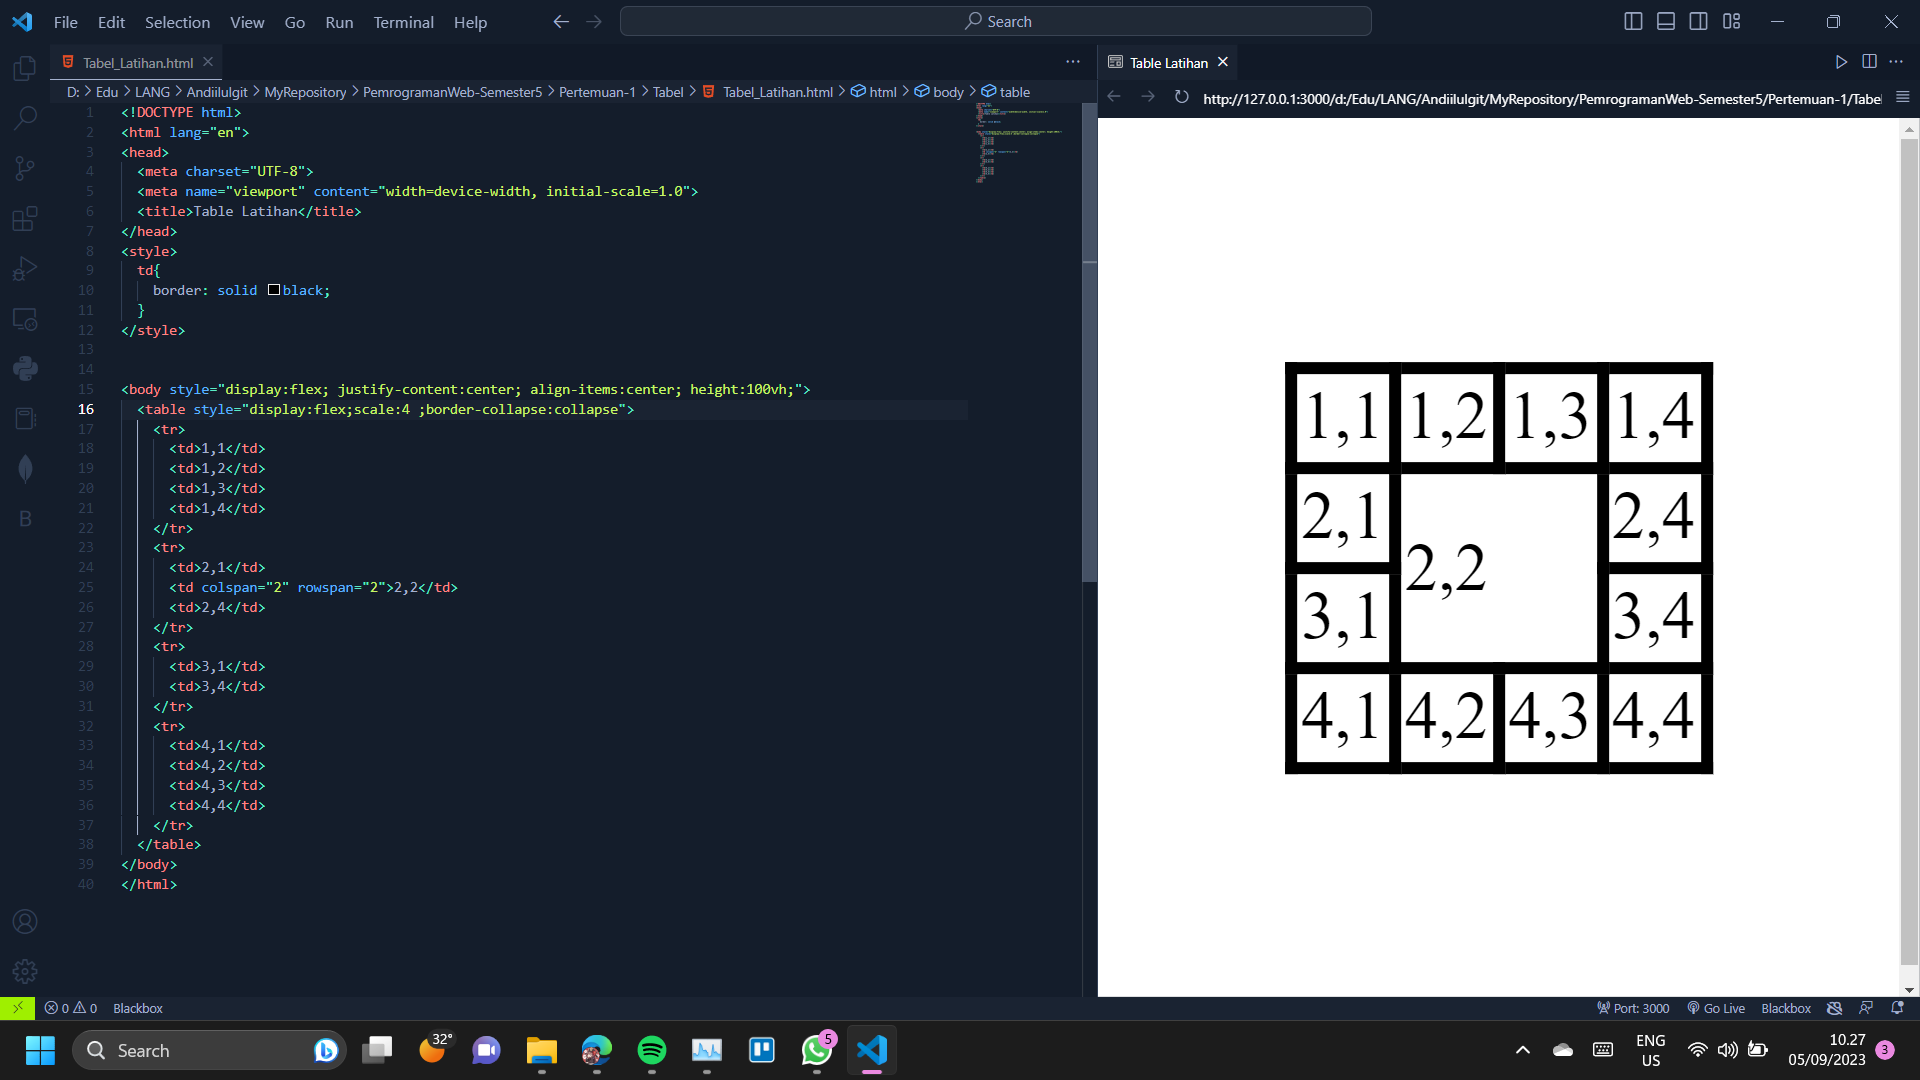 File Edit Selection View Go Run Terminal Help
Search
Tabel_Latihan.html
D: > Edu > LANG > Andiilulgit > MyRepository > PemrogramanWeb-Semester5 > Pertemuan-1 > Tabel > Tabel_Latihan.html > html > body > table
1 <!DOCTYPE html>
2 <html lang="en">
3 <head>
4 <meta charset="UTF-8">
5 <meta name="viewport" content="width=device-width, initial-scale=1.0">
6 <title>Table Latihan</title>
7 </head>
8 <style>
9 td{
10 border: solid black;
11 }
12 </style>
13
14
15 <body style="display:flex; justify-content:center; align-items:center; height:100vh;">
16 <table style="display:flex;scale:4 ;border-collapse:collapse">
17 <tr>
18 <td>1,1</td>
19 <td>1,2</td>
20 <td>1,3</td>
21 <td>1,4</td>
22 </tr>
23 <tr>
24 <td>2,1</td>
25 <td colspan="2" rowspan="2">2,2</td>
26 <td>2,4</td>
27 </tr>
28 <tr>
29 <td>3,1</td>
30 <td>3,4</td>
31 </tr>
32 <tr>
33 <td>4,1</td>
34 <td>4,2</td>
35 <td>4,3</td>
36 <td>4,4</td>
37 </tr>
38 </table>
39 </body>
40 </html>
Table Latihan
http://127.0.0.1:3000/d:/Edu/LANG/Andiilulgit/MyRepository/PemrogramanWeb-Semester5/Pertemuan-1/Tabel
1,1 1,2 1,3 1,4
2,1 2,2 2,4
3,1 3,4
4,1 4,2 4,3 4,4
B
0 0 Blackbox
Port: 3000 Go Live Blackbox
Search
32°
5
ENG
US
10.27
05/09/2023
3